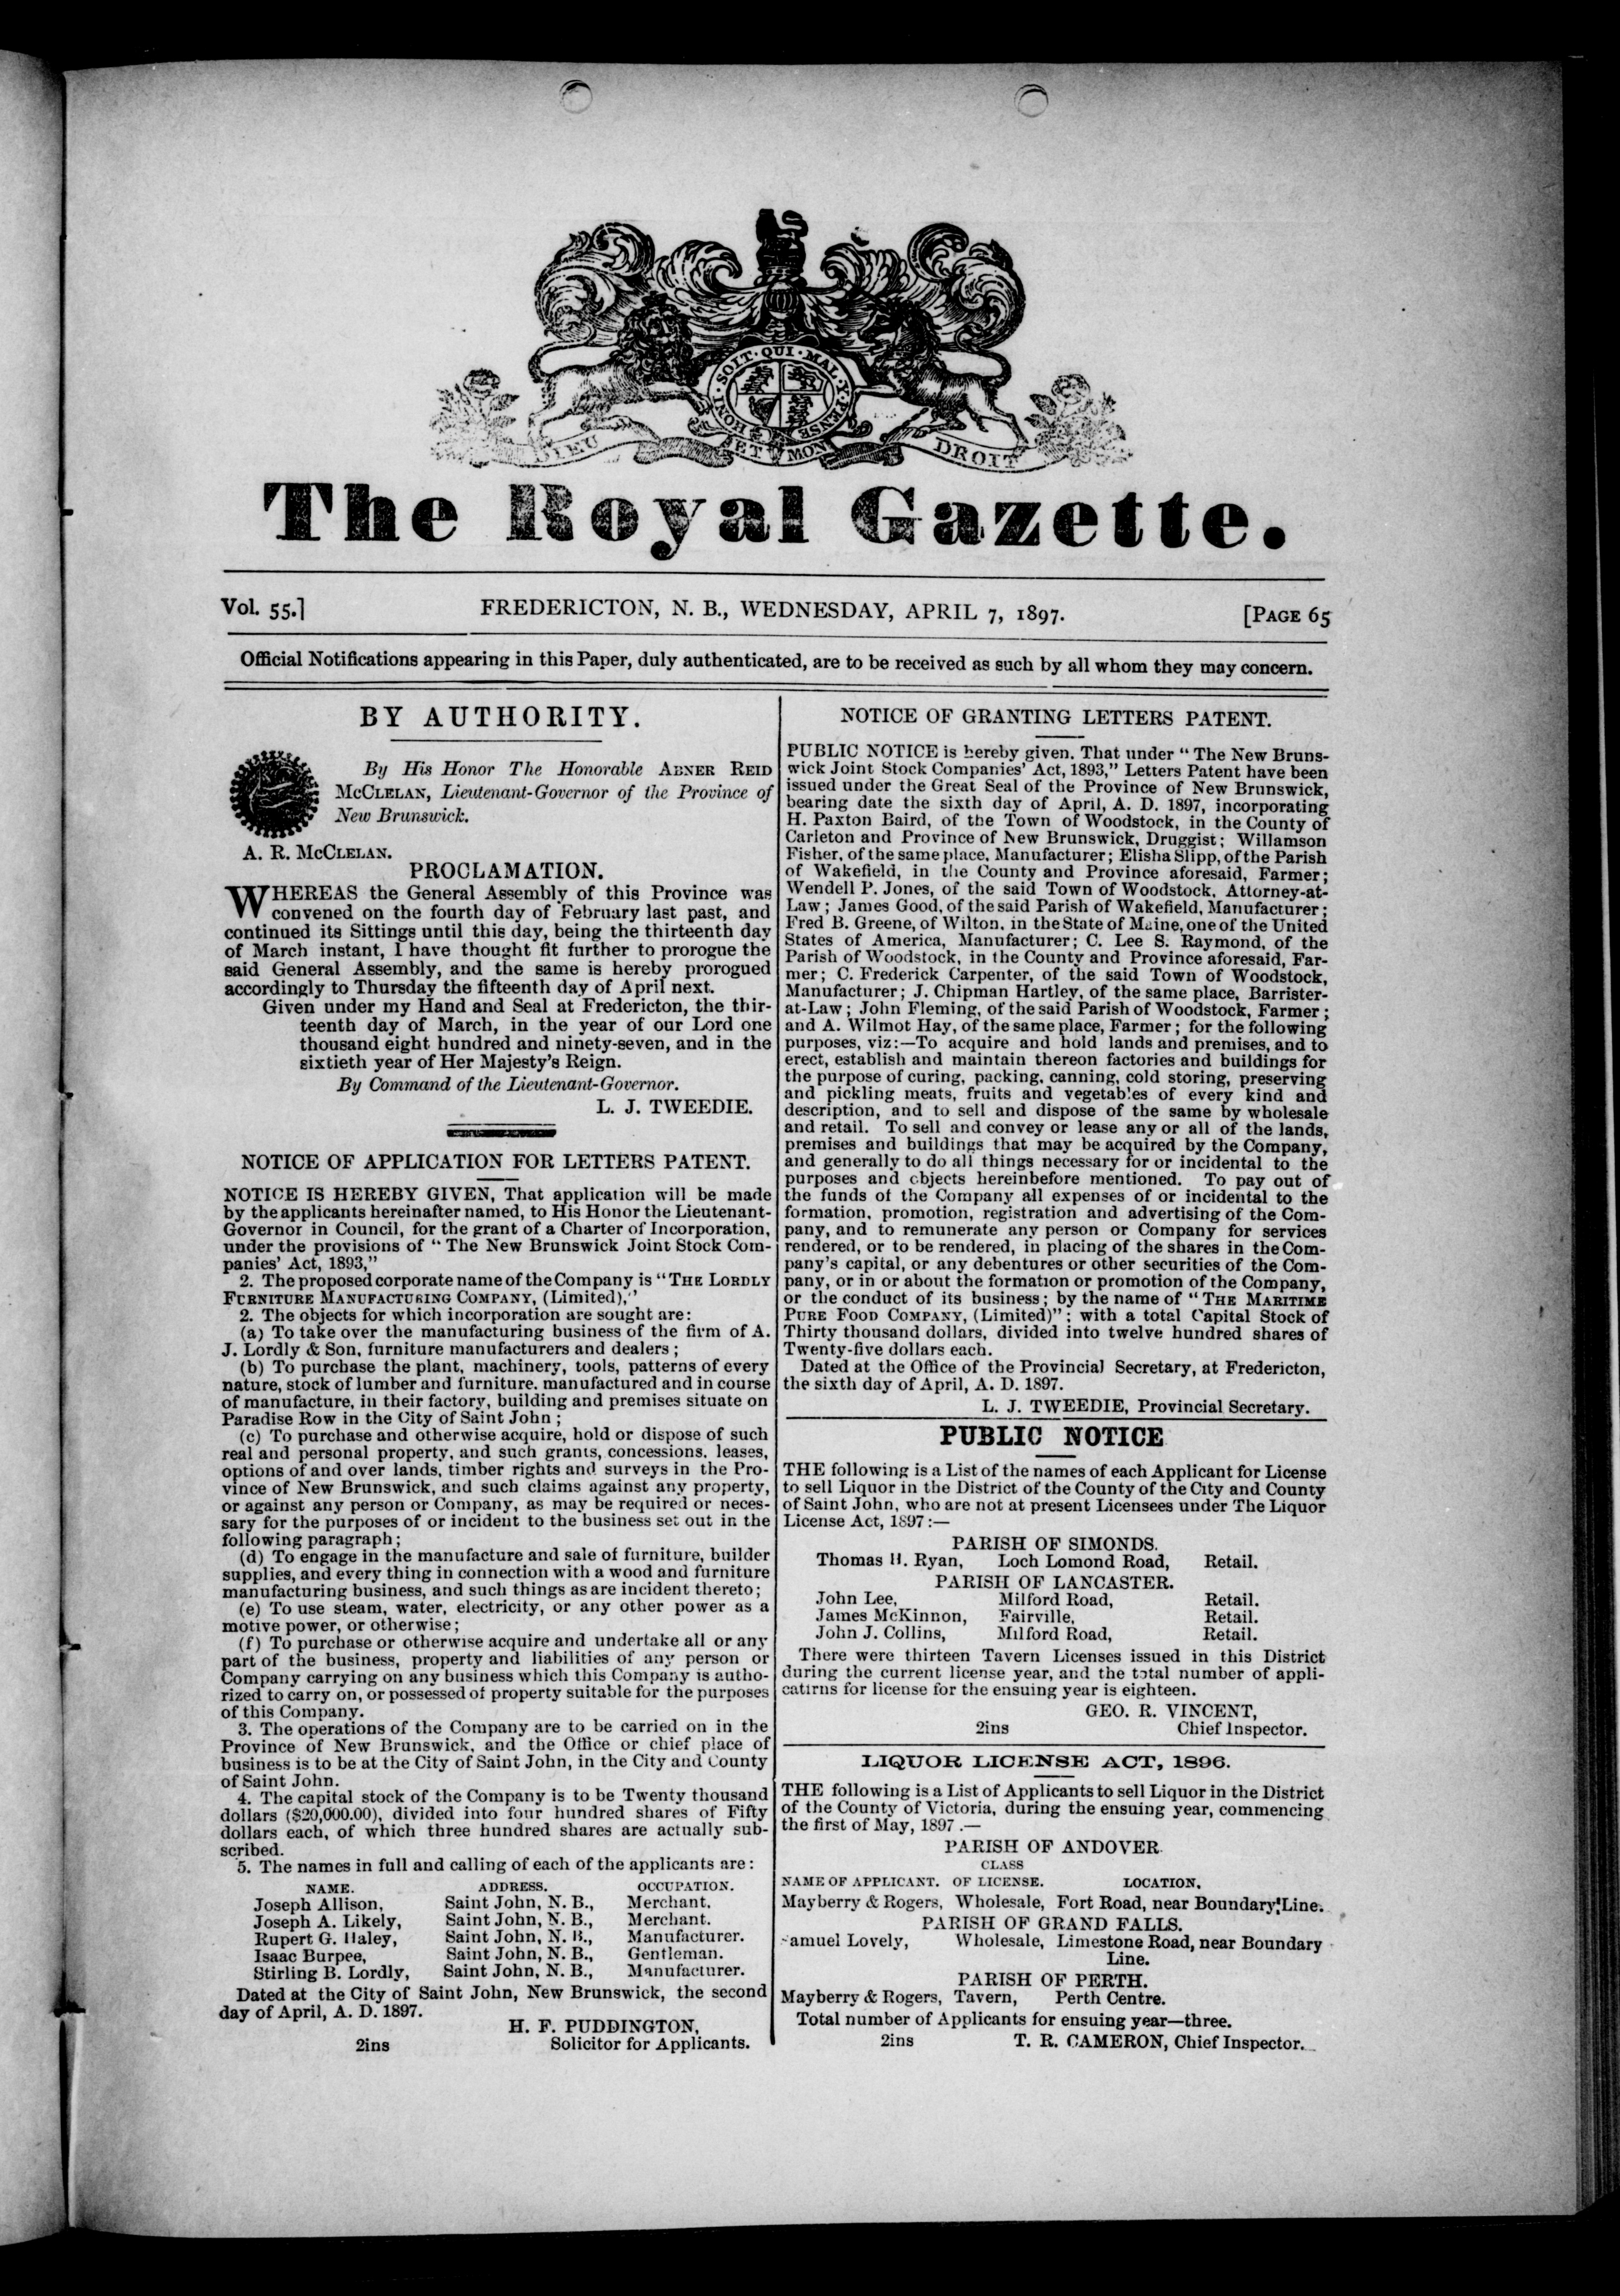 HONI · SOIT · QUI · MAL · Y · PENSE
DIEU ET MON DROIT
The Royal Gazette.
Vol. 55.] FREDERICTON, N. B., WEDNESDAY, APRIL 7, 1897. [PAGE 65
Official Notifications appearing in this Paper, duly authenticated, are to be received as such by all whom they may concern.
BY AUTHORITY.
By His Honor The Honorable ABNER REID
MCCLELAN, Lieutenant-Governor of the Province of
New Brunswick.
A. R. MCCLELAN.
PROCLAMATION.
WHEREAS the General Assembly of this Province was
convened on the fourth day of February last past, and
continued its Sittings until this day, being the thirteenth day
of March instant, I have thought fit further to prorogue the
said General Assembly, and the same is hereby prorogued
accordingly to Thursday the fifteenth day of April next.
Given under my Hand and Seal at Fredericton, the thir-
teenth day of March, in the year of our Lord one
thousand eight hundred and ninety-seven, and in the
sixtieth year of Her Majesty's Reign.
By Command of the Lieutenant-Governor.
L. J. TWEEDIE.
NOTICE OF APPLICATION FOR LETTERS PATENT.
NOTICE IS HEREBY GIVEN, That application will be made
by the applicants hereinafter named, to His Honor the Lieutenant-
Governor in Council, for the grant of a Charter of Incorporation,
under the provisions of "The New Brunswick Joint Stock Com-
panies' Act, 1893,"
2. The proposed corporate name of the Company is "THE LORDLY
FURNITURE MANUFACTURING COMPANY, (Limited),"
2. The objects for which incorporation are sought are:
(a) To take over the manufacturing business of the firm of A.
J. Lordly & Son, furniture manufacturers and dealers;
(b) To purchase the plant, machinery, tools, patterns of every
nature, stock of lumber and furniture. manufactured and in course
of manufacture, in their factory, building and premises situate on
Paradise Row in the City of Saint John;
(c) To purchase and otherwise acquire, hold or dispose of such
real and personal property, and such grants, concessions, leases,
options of and over lands, timber rights and surveys in the Pro-
vince of New Brunswick, and such claims against any property,
or against any person or Company, as may be required or neces-
sary for the purposes of or incident to the business set out in the
following paragraph;
(d) To engage in the manufacture and sale of furniture, builder
supplies, and every thing in connection with a wood and furniture
manufacturing business, and such things as are incident thereto;
(e) To use steam, water, electricity, or any other power as a
motive power, or otherwise;
(f) To purchase or otherwise acquire and undertake all or any
part of the business, property and liabilities of any person or
Company carrying on any business which this Company is autho-
rized to carry on, or possessed of property suitable for the purposes
of this Company.
3. The operations of the Company are to be carried on in the
Province of New Brunswick, and the Office or chief place of
business is to be at the City of Saint John, in the City and County
of Saint John.
4. The capital stock of the Company is to be Twenty thousand
dollars ($20,000.00), divided into four hundred shares of Fifty
dollars each, of which three hundred shares are actually sub-
scribed.
5. The names in full and calling of each of the applicants are:
NAME. ADDRESS. OCCUPATION.
Joseph Allison, Saint John, N. B., Merchant.
Joseph A. Likely, Saint John, N. B., Merchant.
Rupert G. Haley, Saint John, N. B., Manufacturer.
Isaac Burpee, Saint John, N. B., Gentleman.
Stirling B. Lordly, Saint John, N. B., Manufacturer.
Dated at the City of Saint John, New Brunswick, the second
day of April, A. D. 1897.
H. F. PUDDINGTON,
2ins Solicitor for Applicants.
NOTICE OF GRANTING LETTERS PATENT.
PUBLIC NOTICE is hereby given. That under "The New Bruns-
wick Joint Stock Companies' Act, 1893," Letters Patent have been
issued under the Great Seal of the Province of New Brunswick,
bearing date the sixth day of April, A. D. 1897, incorporating
H. Paxton Baird, of the Town of Woodstock, in the County of
Carleton and Province of New Brunswick, Druggist; Willamson
Fisher, of the same place, Manufacturer; Elisha Slipp, of the Parish
of Wakefield, in the County and Province aforesaid, Farmer;
Wendell P. Jones, of the said Town of Woodstock, Attorney-at-
Law; James Good, of the said Parish of Wakefield, Manufacturer;
Fred B. Greene, of Wilton, in the State of Maine, one of the United
States of America, Manufacturer; C. Lee S. Raymond, of the
Parish of Woodstock, in the County and Province aforesaid, Far-
mer; C. Frederick Carpenter, of the said Town of Woodstock,
Manufacturer; J. Chipman Hartley, of the same place, Barrister-
at-Law; John Fleming, of the said Parish of Woodstock, Farmer;
and A. Wilmot Hay, of the same place, Farmer; for the following
purposes, viz:—To acquire and hold lands and premises, and to
erect, establish and maintain thereon factories and buildings for
the purpose of curing, packing, canning, cold storing, preserving
and pickling meats, fruits and vegetables of every kind and
description, and to sell and dispose of the same by wholesale
and retail. To sell and convey or lease any or all of the lands,
premises and buildings that may be acquired by the Company,
and generally to do all things necessary for or incidental to the
purposes and objects hereinbefore mentioned. To pay out of
the funds of the Company all expenses of or incidental to the
formation, promotion, registration and advertising of the Com-
pany, and to remunerate any person or Company for services
rendered, or to be rendered, in placing of the shares in the Com-
pany's capital, or any debentures or other securities of the Com-
pany, or in or about the formation or promotion of the Company,
or the conduct of its business; by the name of "THE MARITIME
PURE FOOD COMPANY, (Limited)"; with a total Capital Stock of
Thirty thousand dollars, divided into twelve hundred shares of
Twenty-five dollars each.
Dated at the Office of the Provincial Secretary, at Fredericton,
the sixth day of April, A. D. 1897.
L. J. TWEEDIE, Provincial Secretary.
PUBLIC NOTICE
THE following is a List of the names of each Applicant for License
to sell Liquor in the District of the County of the City and County
of Saint John, who are not at present Licensees under The Liquor
License Act, 1897:—
PARISH OF SIMONDS.
Thomas H. Ryan, Loch Lomond Road, Retail.
PARISH OF LANCASTER.
John Lee, Milford Road, Retail.
James McKinnon, Fairville, Retail.
John J. Collins, Milford Road, Retail.
There were thirteen Tavern Licenses issued in this District
during the current license year, and the total number of appli-
catirns for license for the ensuing year is eighteen.
GEO. R. VINCENT,
2ins Chief Inspector.
LIQUOR LICENSE ACT, 1896.
THE following is a List of Applicants to sell Liquor in the District
of the County of Victoria, during the ensuing year, commencing
the first of May, 1897.—
PARISH OF ANDOVER.
CLASS
NAME OF APPLICANT. OF LICENSE. LOCATION.
Mayberry & Rogers, Wholesale, Fort Road, near Boundary Line.
PARISH OF GRAND FALLS.
Samuel Lovely, Wholesale, Limestone Road, near Boundary
Line.
PARISH OF PERTH.
Mayberry & Rogers, Tavern, Perth Centre.
Total number of Applicants for ensuing year—three.
2ins T. R. CAMERON, Chief Inspector.